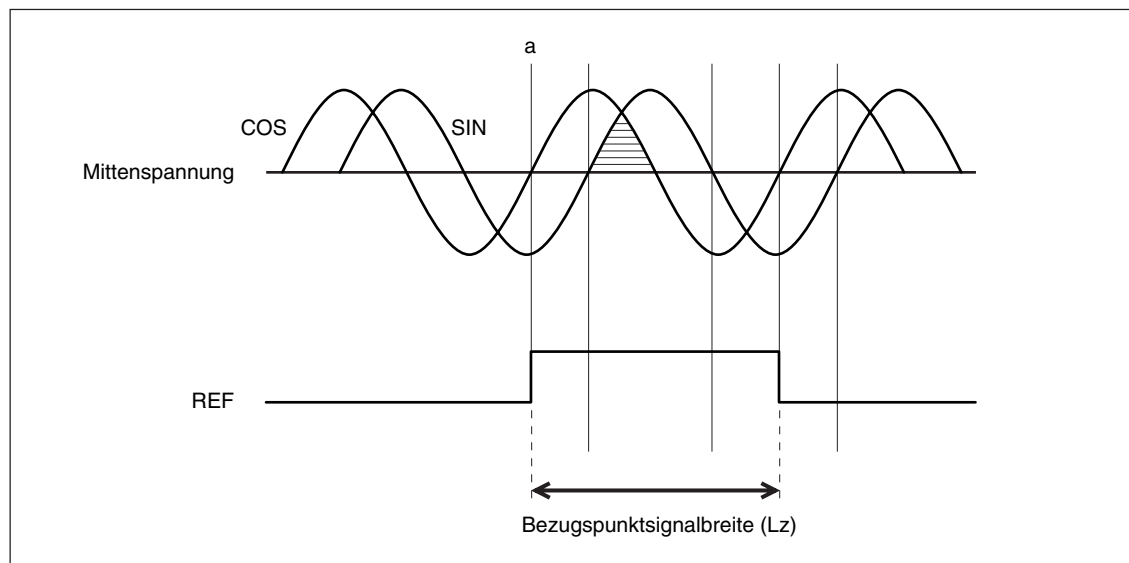 a
COS
SIN
Mittenspannung
REF
Bezugspunktsignalbreite (Lz)